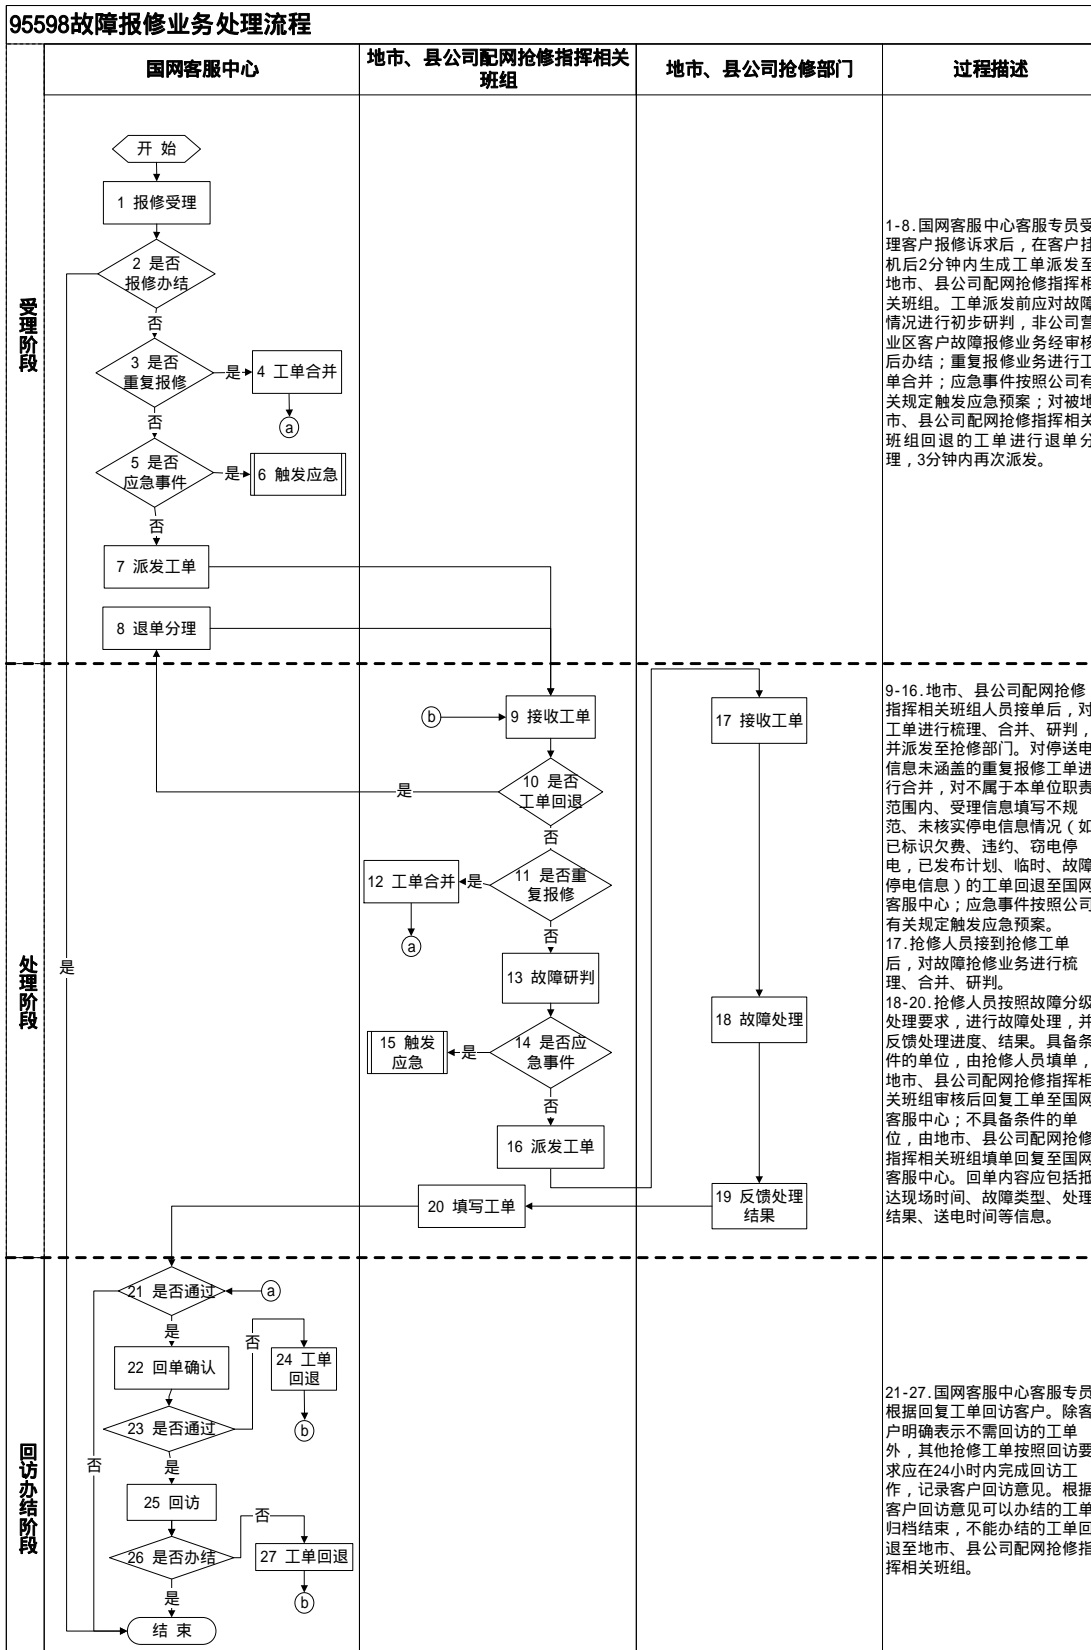 95598故障报修业务处理流程
国网客服中心
地市、县公司配网抢修指挥相关
班组
地市、县公司抢修部门
过程描述
受理阶段
开 始
1 报修受理
2 是否
报修办结
否
3 是否
重复报修
是
4 工单合并
a
否
5 是否
应急事件
是
6 触发应急
否
7 派发工单
8 退单分理
1-8.国网客服中心客服专员受
理客户报修诉求后，在客户挂
机后2分钟内生成工单派发至
地市、县公司配网抢修指挥相
关班组。工单派发前应对故障
情况进行初步研判，非公司营
业区客户故障报修业务经审核
后办结；重复报修业务进行工
单合并；应急事件按照公司有
关规定触发应急预案；对被地
市、县公司配网抢修指挥相关
班组回退的工单进行退单分
理，3分钟内再次派发。
处理阶段
是
b
9 接收工单
17 接收工单
10 是否
工单回退
是
否
11 是否重
复报修
是
12 工单合并
a
否
13 故障研判
18 故障处理
14 是否应
急事件
是
15 触发
应急
否
16 派发工单
19 反馈处理
结果
20 填写工单
9-16.地市、县公司配网抢修
指挥相关班组人员接单后，对
工单进行梳理、合并、研判，
并派发至抢修部门。对停送电
信息未涵盖的重复报修工单进
行合并，对不属于本单位职责
范围内、受理信息填写不规
范、未核实停电信息情况（如
已标识欠费、违约、窃电停
电，已发布计划、临时、故障
停电信息）的工单回退至国网
客服中心；应急事件按照公司
有关规定触发应急预案。
17.抢修人员接到抢修工单
后，对故障抢修业务进行梳
理、合并、研判。
18-20.抢修人员按照故障分级
处理要求，进行故障处理，并
反馈处理进度、结果。具备条
件的单位，由抢修人员填单，
地市、县公司配网抢修指挥相
关班组审核后回复工单至国网
客服中心；不具备条件的单
位，由地市、县公司配网抢修
指挥相关班组填单回复至国网
客服中心。回单内容应包括抵
达现场时间、故障类型、处理
结果、送电时间等信息。
回访办结阶段
21 是否通过
a
是
否
22 回单确认
24 工单
回退
23 是否通过
b
否
是
25 回访
否
26 是否办结
27 工单回退
是
b
结 束
21-27.国网客服中心客服专员
根据回复工单回访客户。除客
户明确表示不需回访的工单
外，其他抢修工单按照回访要
求应在24小时内完成回访工
作，记录客户回访意见。根据
客户回访意见可以办结的工单
归档结束，不能办结的工单回
退至地市、县公司配网抢修指
挥相关班组。